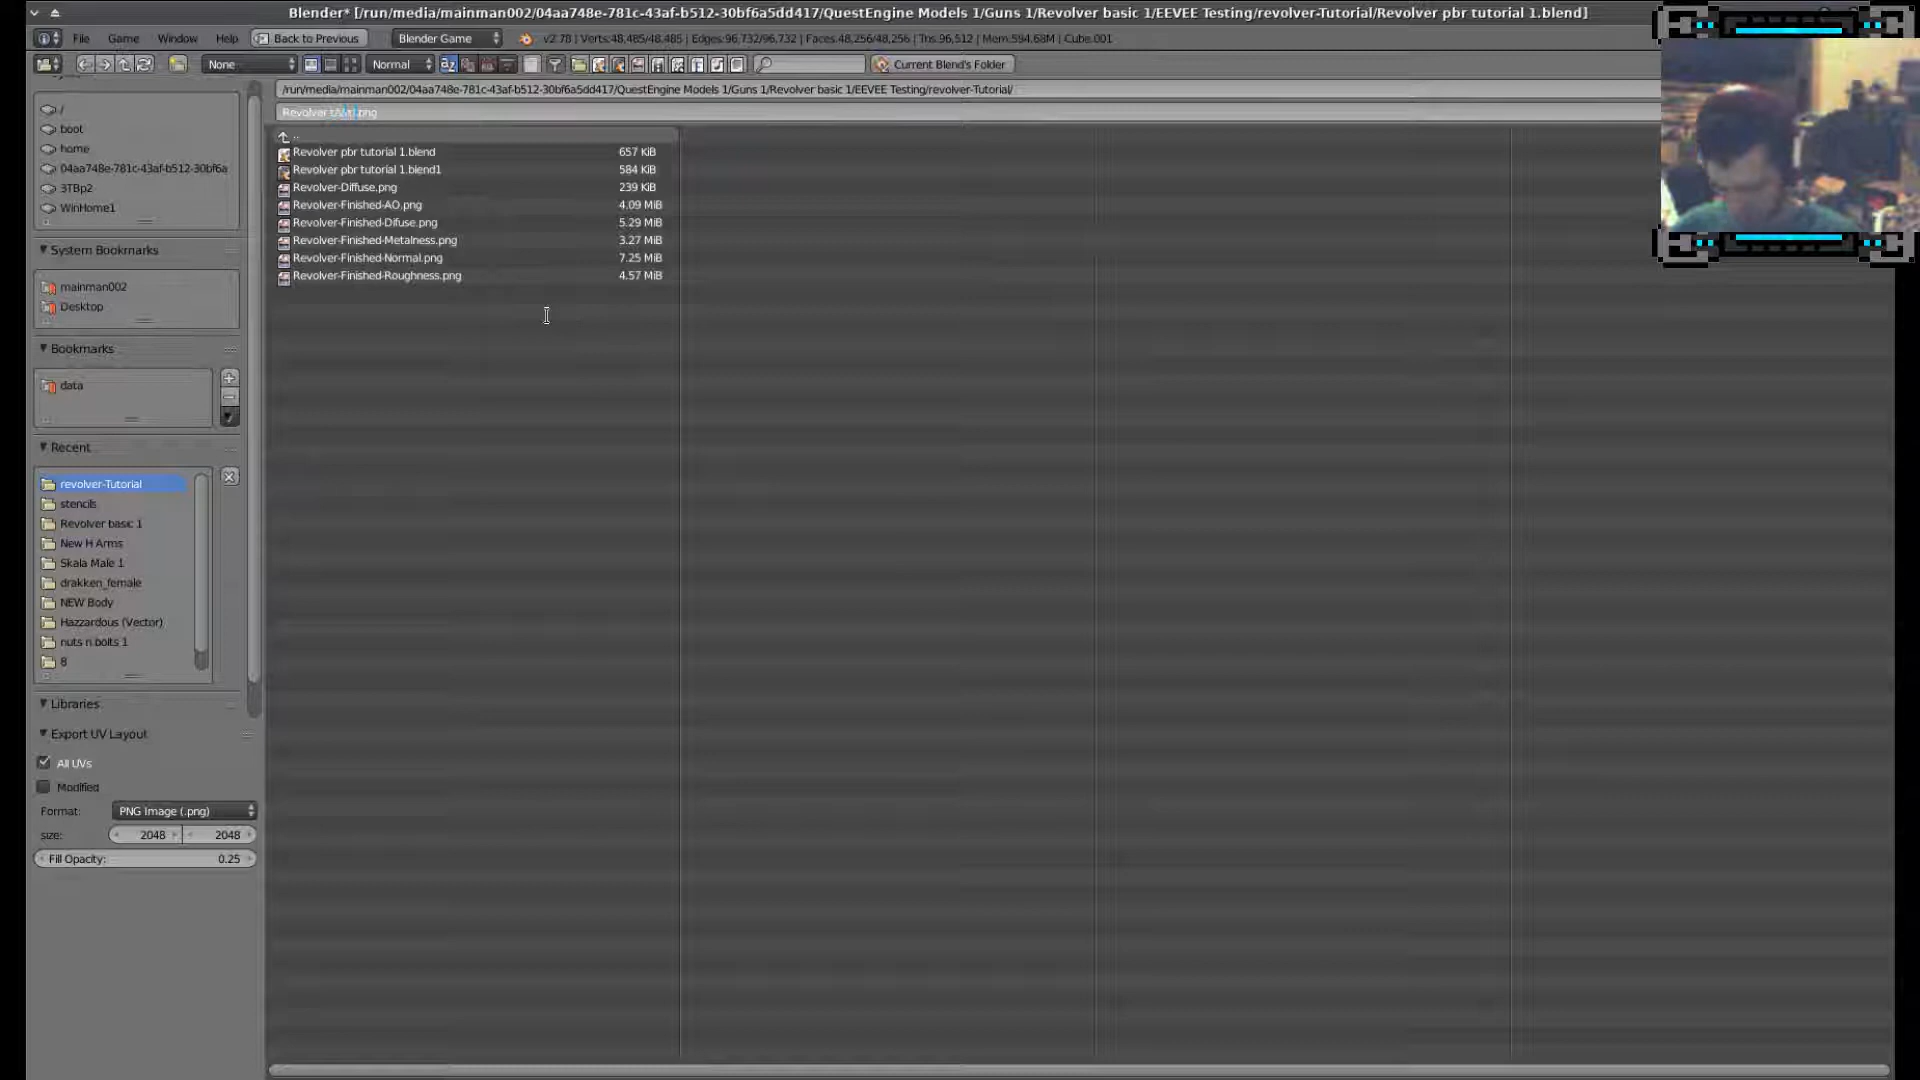 Blender* [/run/media/mainman002/04aa748e-781c-43af-b512-30bf6a5dd417/QuestEngine Models 1/Guns 1/Revolver basic 1/EEVEE Testing/revolver-Tutorial/Revolver pbr tutorial 1.blend]
File Game Window Help Back to Previous Blender Game v2.78 | Verts:48,485/48,485 | Edges:96,732/96,732 | Faces:48,256/48,256 | Tris:96,512 | Mem:594.68M | Cube.001
None Normal Current Blend's Folder
/run/media/mainman002/04aa748e-781c-43af-b512-30bf6a5dd417/QuestEngine Models 1/Guns 1/Revolver basic 1/EEVEE Testing/revolver-Tutorial/
Revolver
..
Revolver pbr tutorial 1.blend 657 KiB
Revolver pbr tutorial 1.blend1 584 KiB
Revolver-Diffuse.png 239 KiB
Revolver-Finished-AO.png 4.09 MiB
Revolver-Finished-Difuse.png 5.29 MiB
Revolver-Finished-Metalness.png 3.27 MiB
Revolver-Finished-Normal.png 7.25 MiB
Revolver-Finished-Roughness.png 4.57 MiB
/
boot
home
04aa748e-781c-43af-b512-30bf6a
3TBp2
WinHome1
System Bookmarks
mainman002
Desktop
Bookmarks
data
Recent
revolver-Tutorial
stencils
Revolver basic 1
New H Arms
Skala Male 1
drakken_female
NEW Body
Hazzardous (Vector)
nuts n bolts 1
8
Libraries
Export UV Layout
All UVs
Modified
Format: PNG Image (.png)
size: 2048 2048
Fill Opacity: 0.25